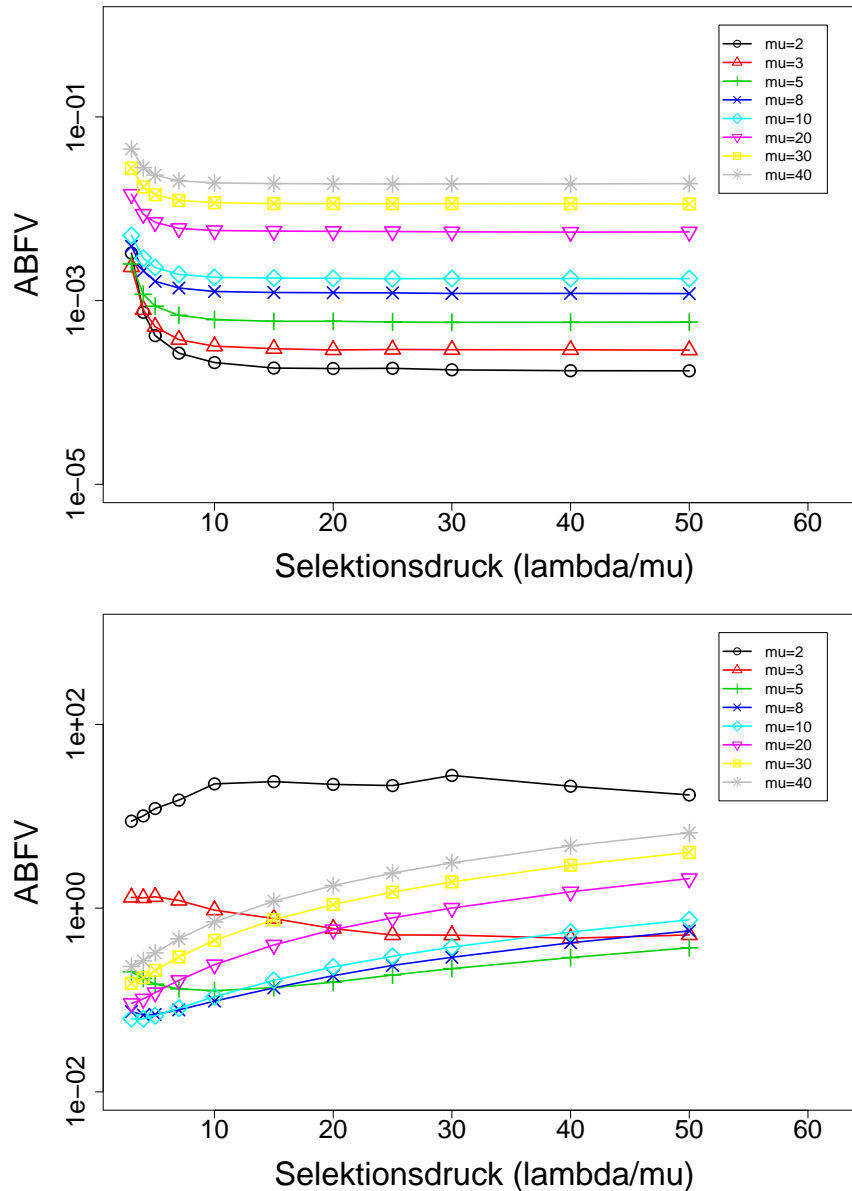 mu=2
mu=3
mu=5
mu=8
mu=10
mu=20
mu=30
mu=40
ABFV
1e−01
1e−03
1e−05
10 20 30 40 50 60
Selektionsdruck (lambda/mu)
mu=2
mu=3
mu=5
mu=8
mu=10
mu=20
mu=30
mu=40
ABFV
1e+02
1e+00
1e−02
10 20 30 40 50 60
Selektionsdruck (lambda/mu)